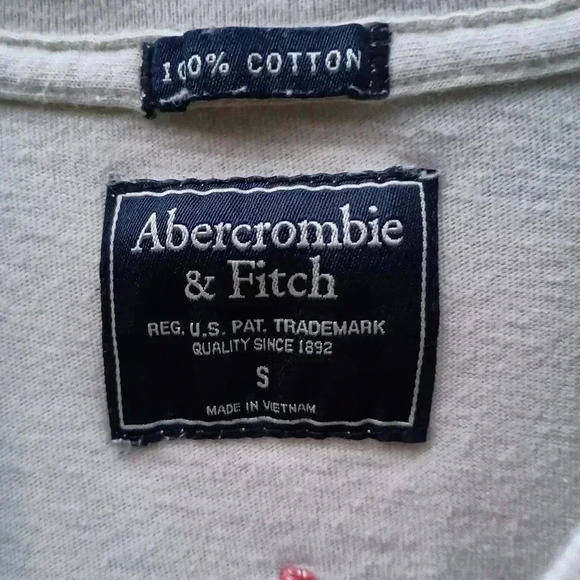 100% COTTON
Abercrombie
& Fitch
REG. U.S. PAT. TRADEMARK
QUALITY SINCE 1892
S
MADE IN VIETNAM